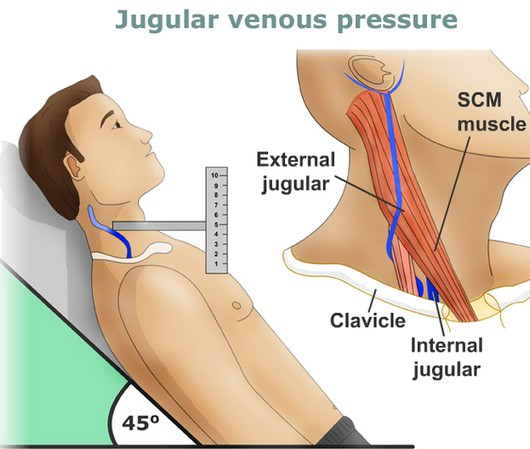 Jugular venous pressure
SCM
muscle
External
jugular
10
9
8
7
6
5
4
3
2
1
Clavicle
Internal
jugular
45º